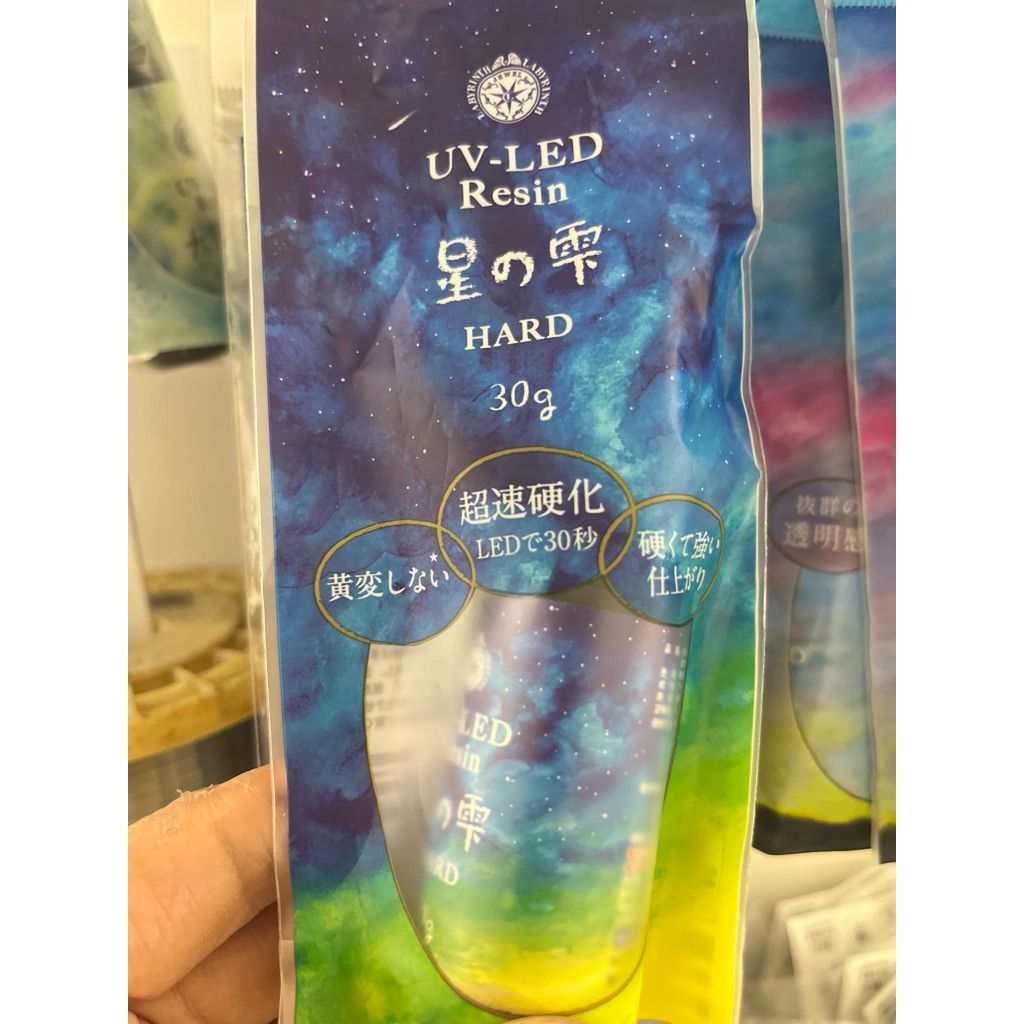 LABYRINTH LABYRINTH
JEWEL
UV-LED
Resin
星の雫
HARD
30g
超速硬化
LEDで30秒
黄変しない
硬くて強い
仕上がり
LED
sin
の雫
RD
g
抜群の
透明感